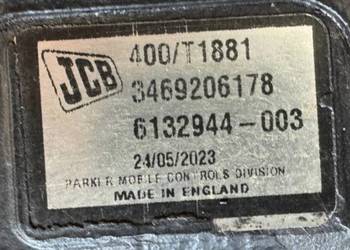 JCB
400/T1881
3469206178
6132944-003
24/05/2023
PARKER MOBILE CONTROLS DIVISION
MADE IN ENGLAND